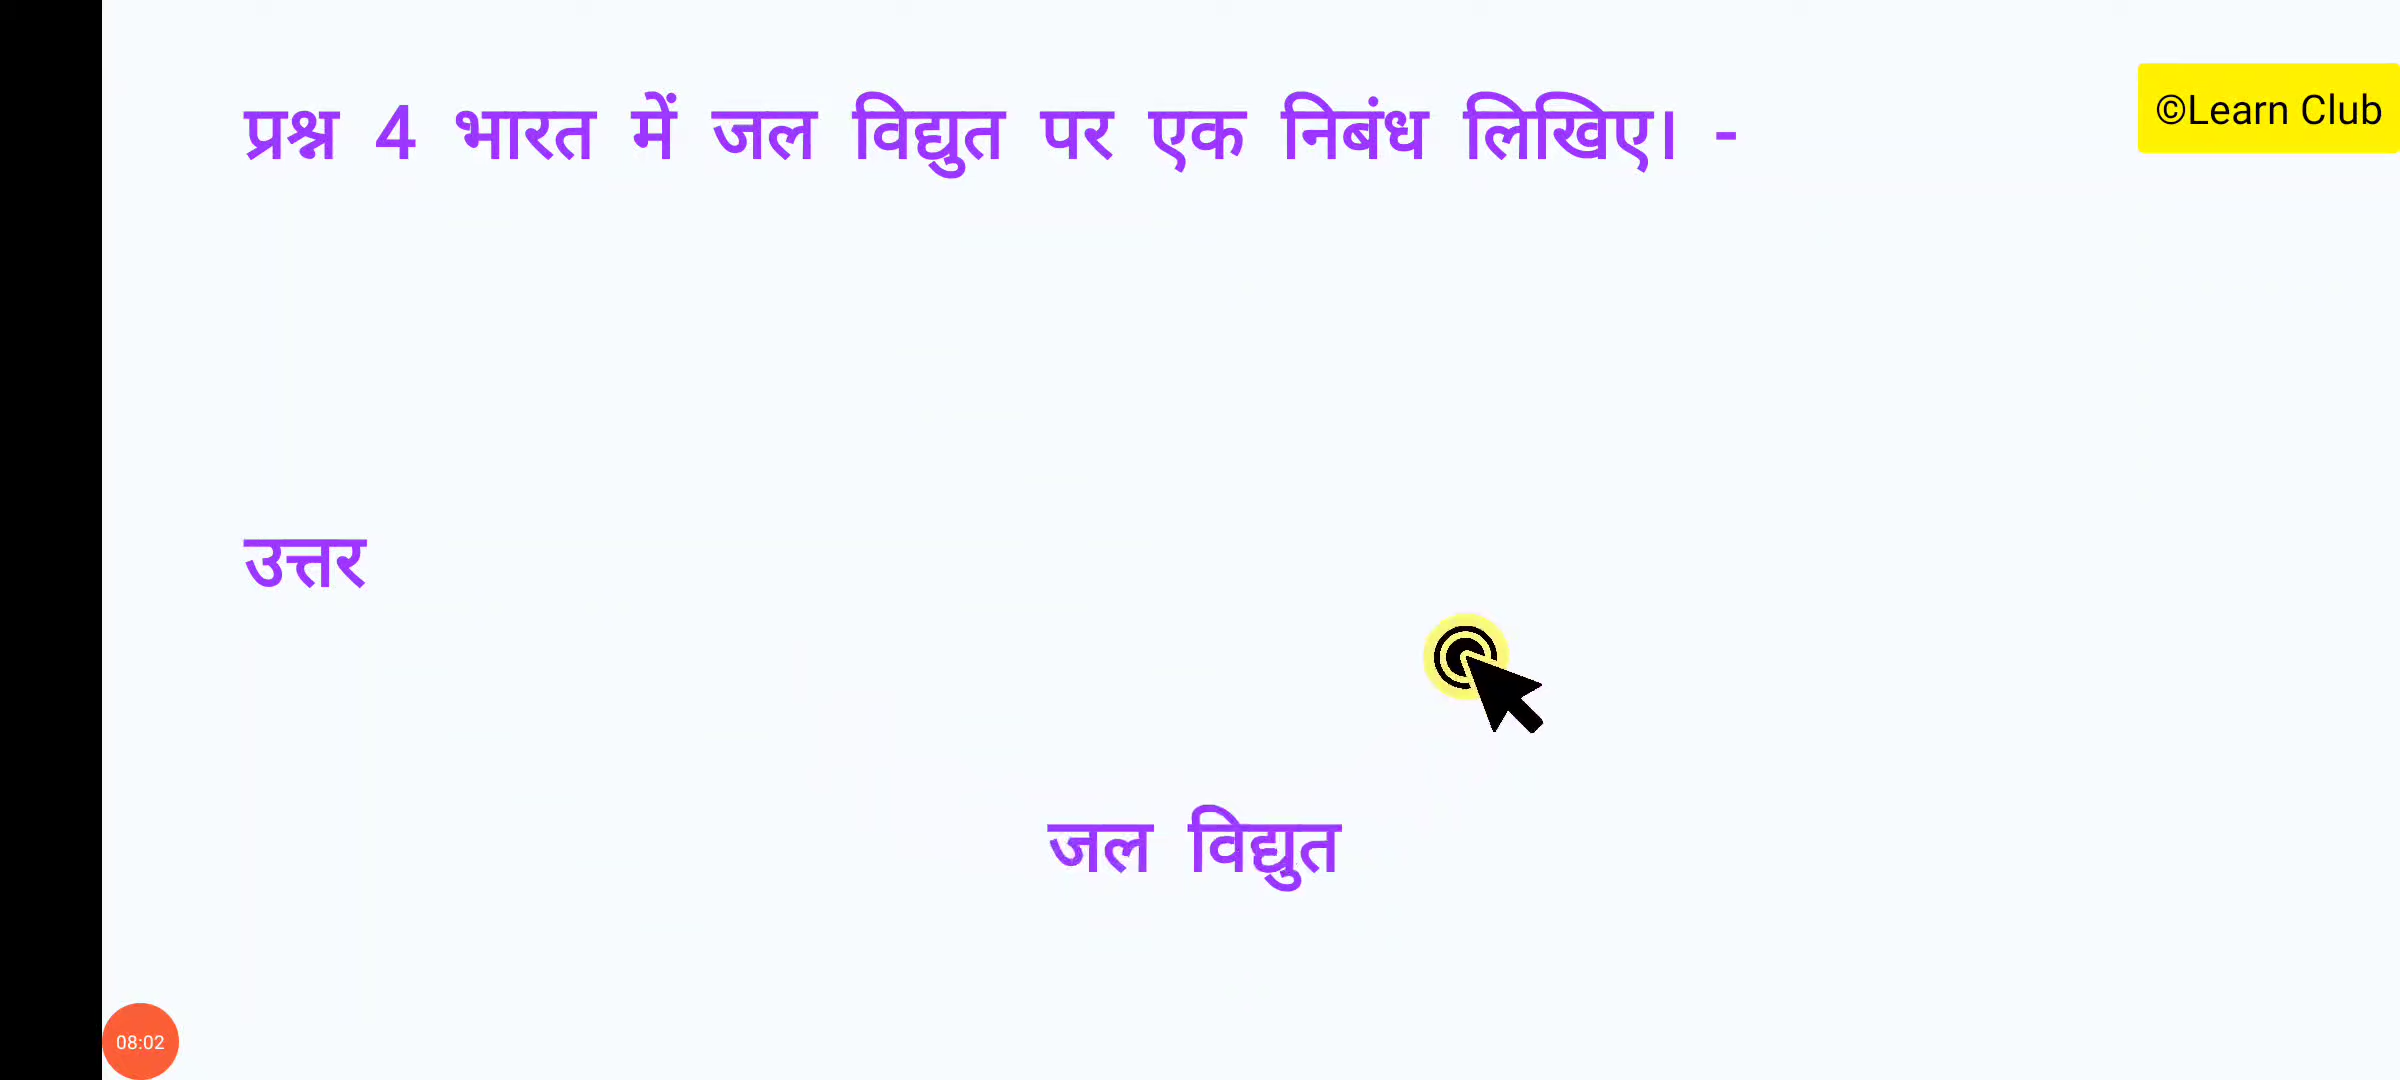 प्रश्न 4 भारत में जल विद्युत पर एक निबंध लिखिए। -
©Learn Club
उत्तर
जल विद्युत
08:02